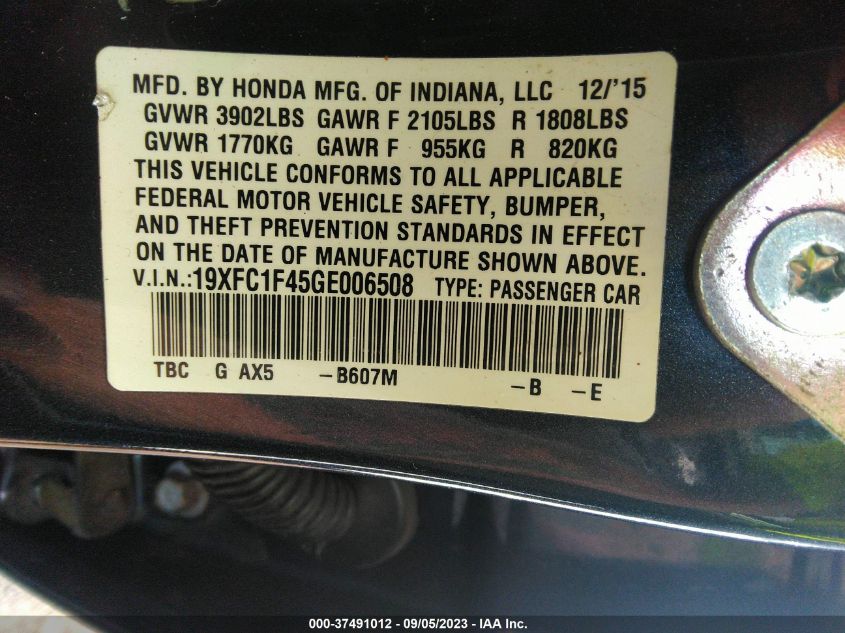 MFD. BY HONDA MFG. OF INDIANA, LLC 12/'15
GVWR 3902LBS GAWR F 2105LBS R 1808LBS
GVWR 1770KG GAWR F 955KG R 820KG
THIS VEHICLE CONFORMS TO ALL APPLICABLE
FEDERAL MOTOR VEHICLE SAFETY, BUMPER,
AND THEFT PREVENTION STANDARDS IN EFFECT
ON THE DATE OF MANUFACTURE SHOWN ABOVE.
V.I.N.:19XFC1F45GE006508 TYPE: PASSENGER CAR
TBC G AX5 -B607M -B -E
000-37491012 - 09/05/2023 - IAA Inc.